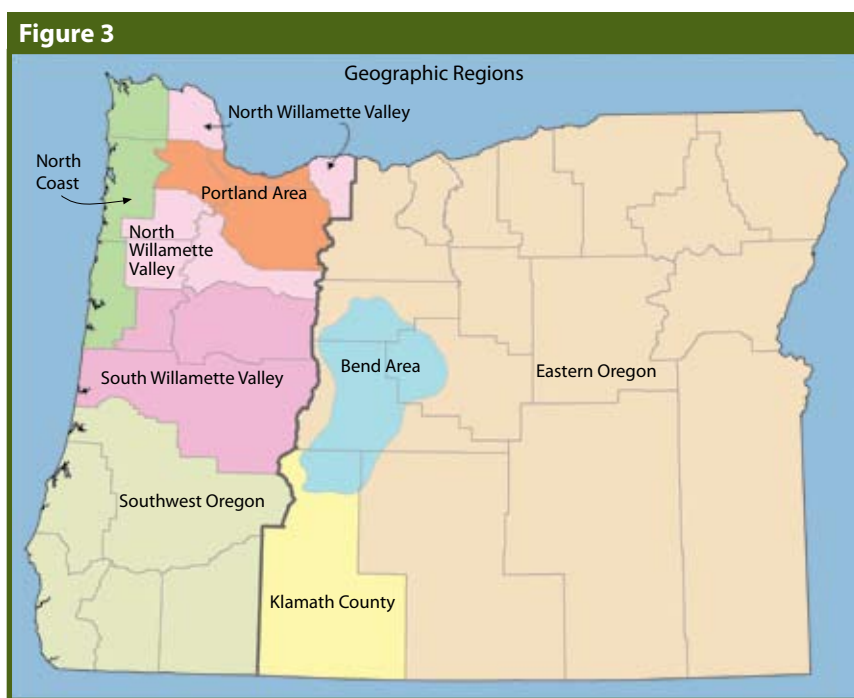 Figure 3
Geographic Regions
North Willamette Valley
North
Coast
Portland Area
North
Willamette
Valley
South Willamette Valley
Bend Area
Eastern Oregon
Southwest Oregon
Klamath County